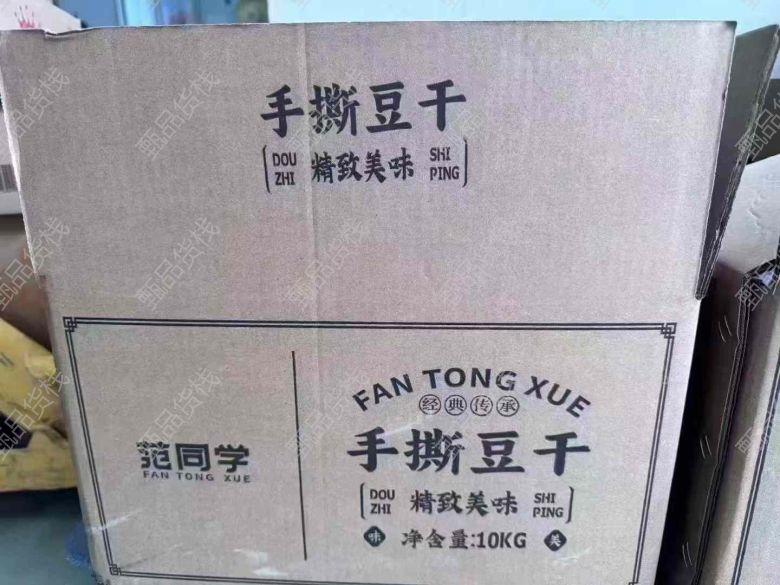 手撕豆干
DOU ZHI 精致美味 SHI PING
FAN TONG XUE
经典传承
范同学
FAN TONG XUE
手撕豆干
DOU ZHI 精致美味 SHI PING
味 净含量:10KG 美
甄品货栈